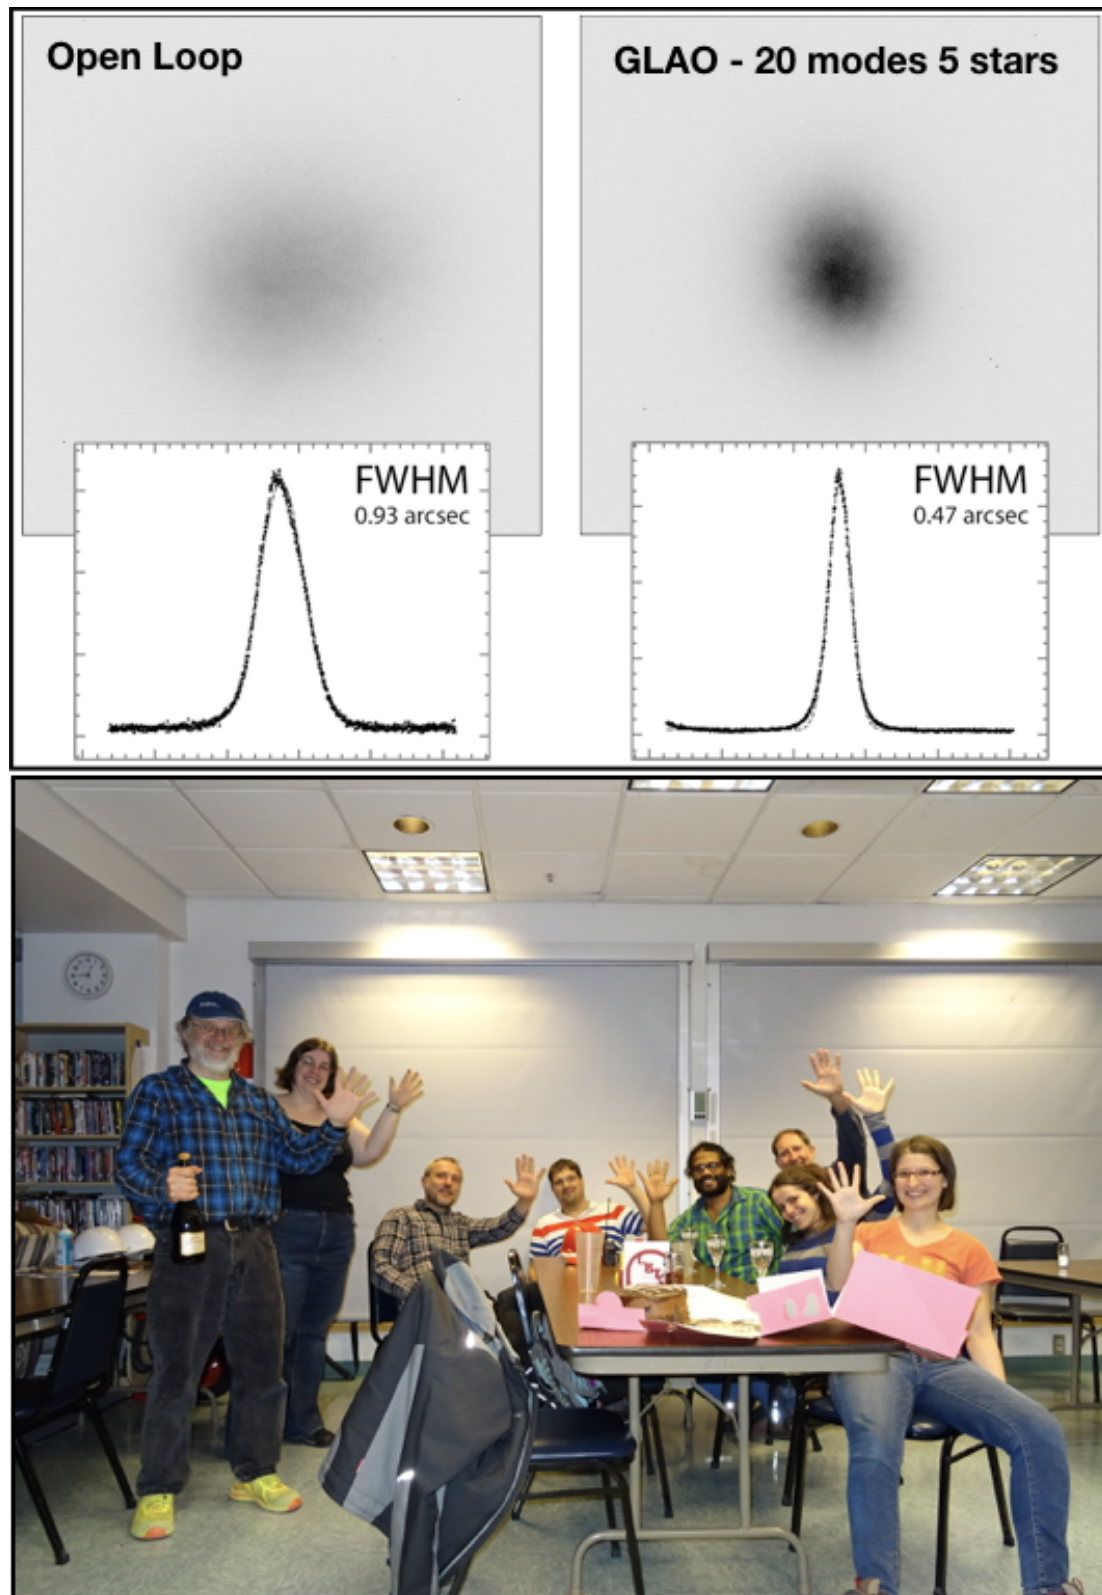 Open Loop
GLAO - 20 modes 5 stars
FWHM
0.93 arcsec
FWHM
0.47 arcsec